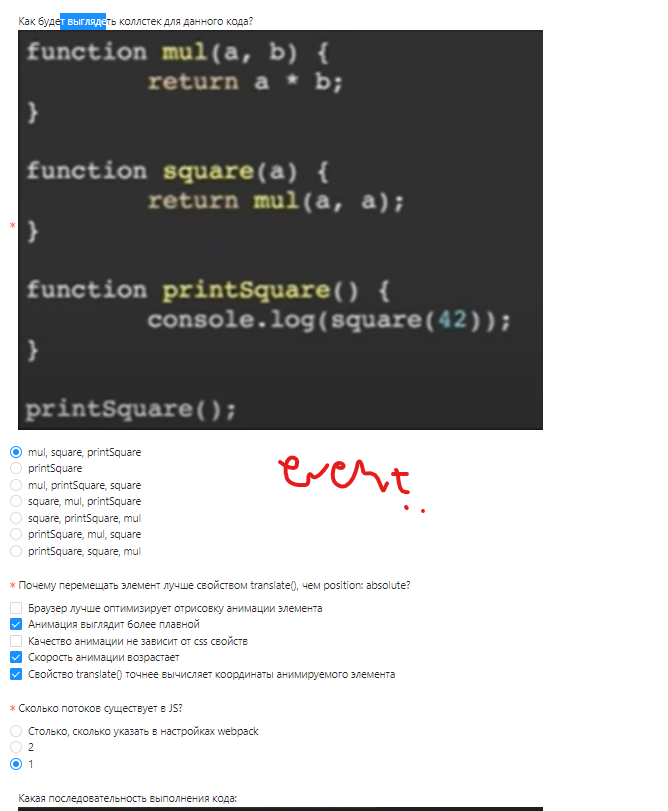 Как будет выглядеть коллстек для данного кода?
function mul(a, b) {
return a * b;
}
function square(a) {
return mul(a, a);
* }
function printSquare() {
console.log(square(42));
}
printSquare();
mul, square, printSquare
printSquare
mul, printSquare, square
square, mul, printSquare
square, printSquare, mul
printSquare, mul, square
printSquare, square, mul
event..
* Почему перемещать элемент лучше свойством translate(), чем position: absolute?
Браузер лучше оптимизирует отрисовку анимации элемента
Анимация выглядит более плавной
Качество анимации не зависит от css свойств
Скорость анимации возрастает
Свойство translate() точнее вычисляет координаты анимируемого элемента
* Сколько потоков существует в JS?
Столько, сколько указать в настройках webpack
2
1
Какая последовательность выполнения кода: